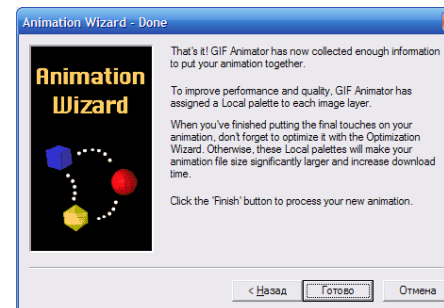 Animation Wizard - Done
Animation
Wizard
That's it! GIF Animator has now collected enough information
to put your animation together.
To improve performance and quality, GIF Animator has
assigned a Local palette to each image layer.
When you've finished putting the final touches on your
animation, don't forget to optimize it with the Optimization
Wizard. Otherwise, these Local palettes will make your
animation file size significantly larger and increase download
time.
Click the 'Finish' button to process your new animation.
< Назад
Готово
Отмена